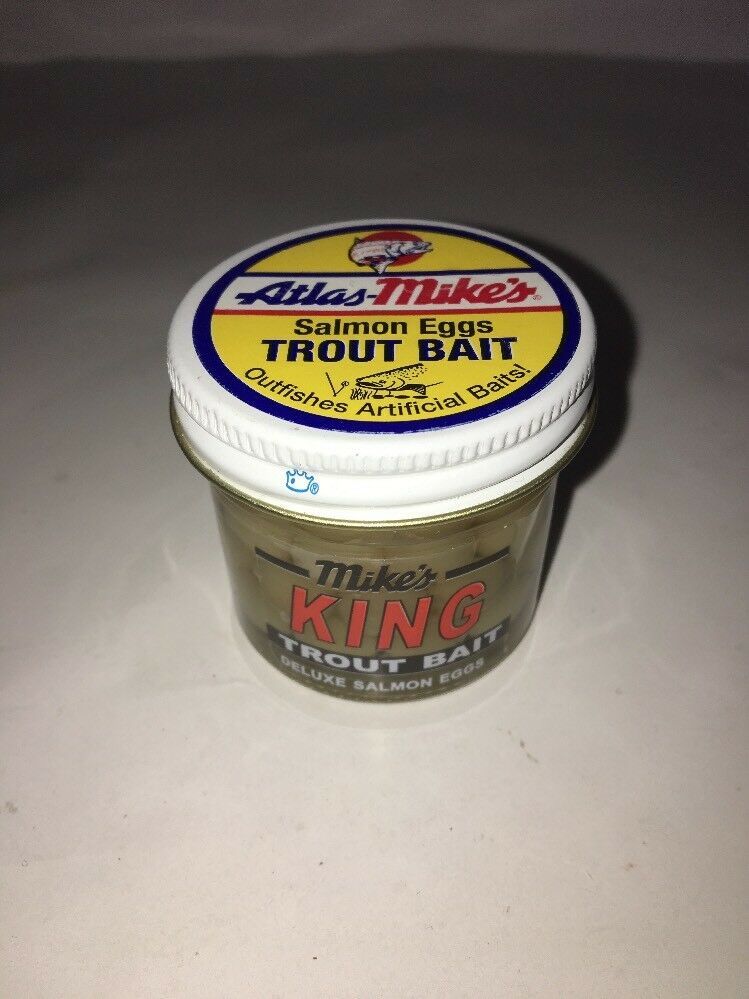 Atlas-Mike's®
Salmon Eggs
TROUT BAIT
Outfishes Artificial Baits!
®
Mike's
KING
TROUT BAIT
DELUXE SALMON EGGS